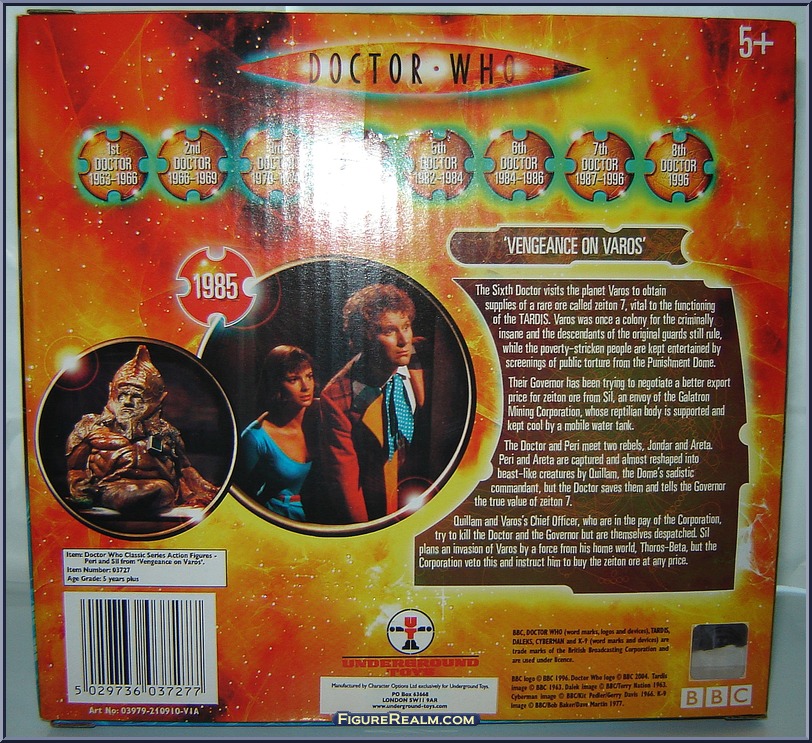 5+
DOCTOR · WHO
1st
DOCTOR
1963-1966
2nd
DOCTOR
1966-1969
5th
DOCTOR
1982-1984
6th
DOCTOR
1984-1986
7th
DOCTOR
1987-1996
8th
DOCTOR
1996
'VENGEANCE ON VAROS'
1985
The Sixth Doctor visits the planet Varos to obtain
supplies of a rare ore called zeiton 7, vital to the functioning
of the TARDIS. Varos was once a colony for the criminally
insane and the descendants of the original guards still rule,
while the poverty-stricken people are kept entertained by
screenings of public torture from the Punishment Dome.
Their Governor has been trying to negotiate a better export
price for zeiton ore from Sil, an envoy of the Galatron
Mining Corporation, whose reptilian body is supported and
kept cool by a mobile water tank.
The Doctor and Peri meet two rebels, Jondar and Areta.
Peri and Areta are captured and almost reshaped into
beast-like creatures by Quillam, the Dome's sadistic
commandant, but the Doctor saves them and tells the Governor
the true value of zeiton 7.
Quillam and Varos's Chief Officer, who are in the pay of the Corporation,
try to kill the Doctor and the Governor but are themselves despatched. Sil
plans an invasion of Varos by a force from his home world, Thoros-Beta, but the
Corporation veto this and instruct him to buy the zeiton ore at any price.
Item: Doctor Who Classic Series Action Figures -
Peri and Sil from 'Vengeance on Varos'.
Item Number: 03727
Age Grade: 5 years plus
5 029736 037277
Art No: 03979-210910-V1A
UTI
UNDERGROUND
TOYS
Manufactured by Character Options Ltd exclusively for Underground Toys.
PO Box 63668
LONDON SW11 9AR
www.underground-toys.com
BBC, DOCTOR WHO (word marks, logos and devices), TARDIS,
DALEKS, CYBERMAN and K-9 (word marks and devices) are
trade marks of the British Broadcasting Corporation and
are used under licence.
BBC logo © BBC 1996. Doctor Who logo © BBC 2004. Tardis
image © BBC 1963. Dalek image © BBC/Terry Nation 1963.
Cyberman image © BBC/Kit Pedler/Gerry Davis 1966. K-9
image © BBC/Bob Baker/Dave Martin 1977.
BBC
FIGUREREALM.COM